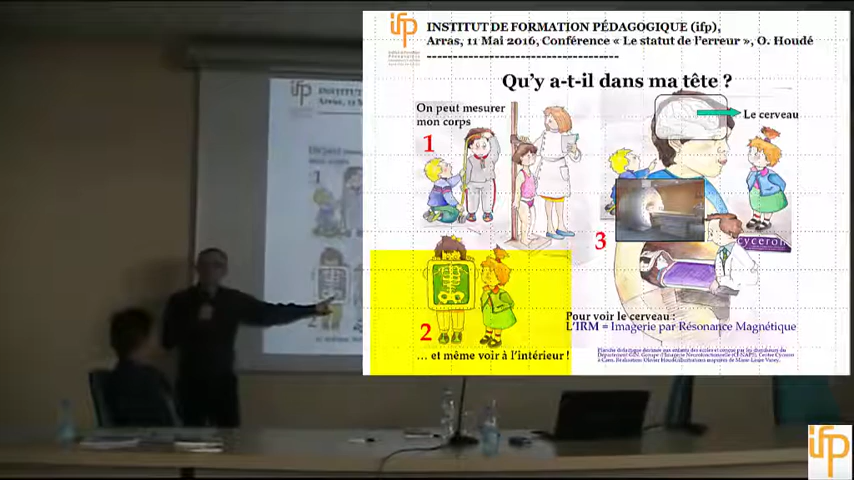 ifp
INSTITUT DE FORMATION PÉDAGOGIQUE (ifp),
Arras, 11 Mai 2016, Conférence « Le statut de l'erreur », O. Houdé
Qu'y a-t-il dans ma tête ?
On peut mesurer
mon corps
1
Le cerveau
3
cyceron
2
Pour voir le cerveau :
L'IRM = Imagerie par Résonance Magnétique
... et même voir à l'intérieur !
ifp
ifp